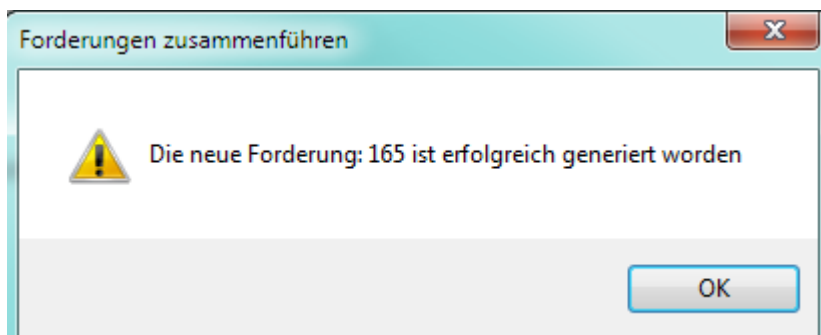 Forderungen zusammenführen
Die neue Forderung: 165 ist erfolgreich generiert worden
OK